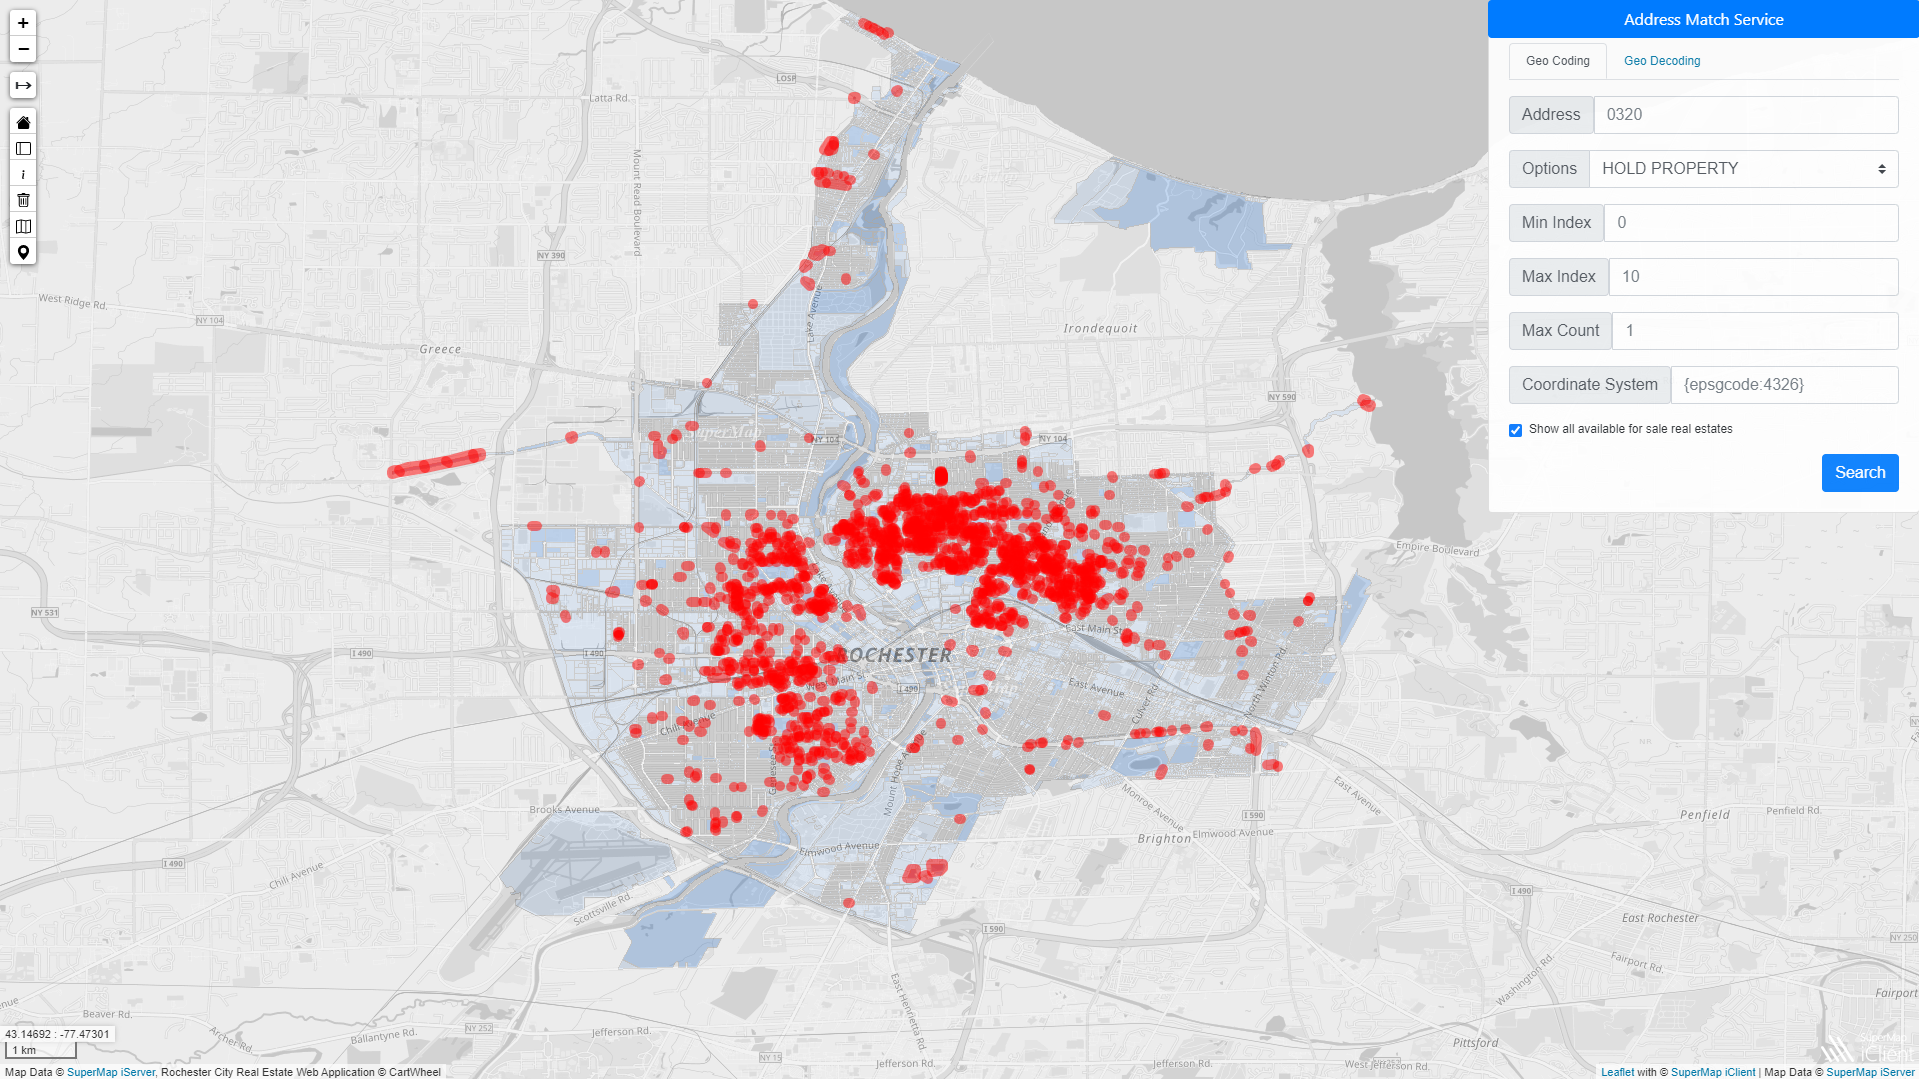 +
−
i
Address Match Service
Geo Coding
Geo Decoding
Address
0320
Options
HOLD PROPERTY
Min Index
0
Max Index
10
Max Count
1
Coordinate System
{epsgcode:4326}
Show all available for sale real estates
Search
LOSP
Latta Rd.
Mount Read Boulevard
NY 390
West Ridge Rd.
NY 104
Greece
Lake Avenue
Irondequoit
NY 590
SuperMap
NY 104
NY 104
Empire Boulevard
NY 531
I 490
I 490
East Main St
ROCHESTER
West Main St
I 490
East Avenue
Culver Rd.
North Winton Rd.
Chili Avenue
Mount Hope A
Brooks Avenue
Monroe Avenue
East Avenue
Penfield
Penfield Rd.
I 590
Brighton
Elmwood Avenue
Elmwood Avenue
I 490
Chili Avenue
Scottsville Rd.
I 490
East Rochester
I 590
NY 250
Fairport Rd.
Washington Rd.
East Henrietta Rd.
Fairport
Beaver Rd.
Archer Rd.
Ballantyne Rd.
NY 252
Jefferson Rd.
NY 15
Jefferson Rd.
Jefferson Rd.
West Jefferson Rd.
Pittsford
43.14692 : -77.47301
1 km
SuperMap
iClient
Map Data © SuperMap iServer, Rochester City Real Estate Web Application © CartWheel
Leaflet with © SuperMap iClient | Map Data © SuperMap iServer